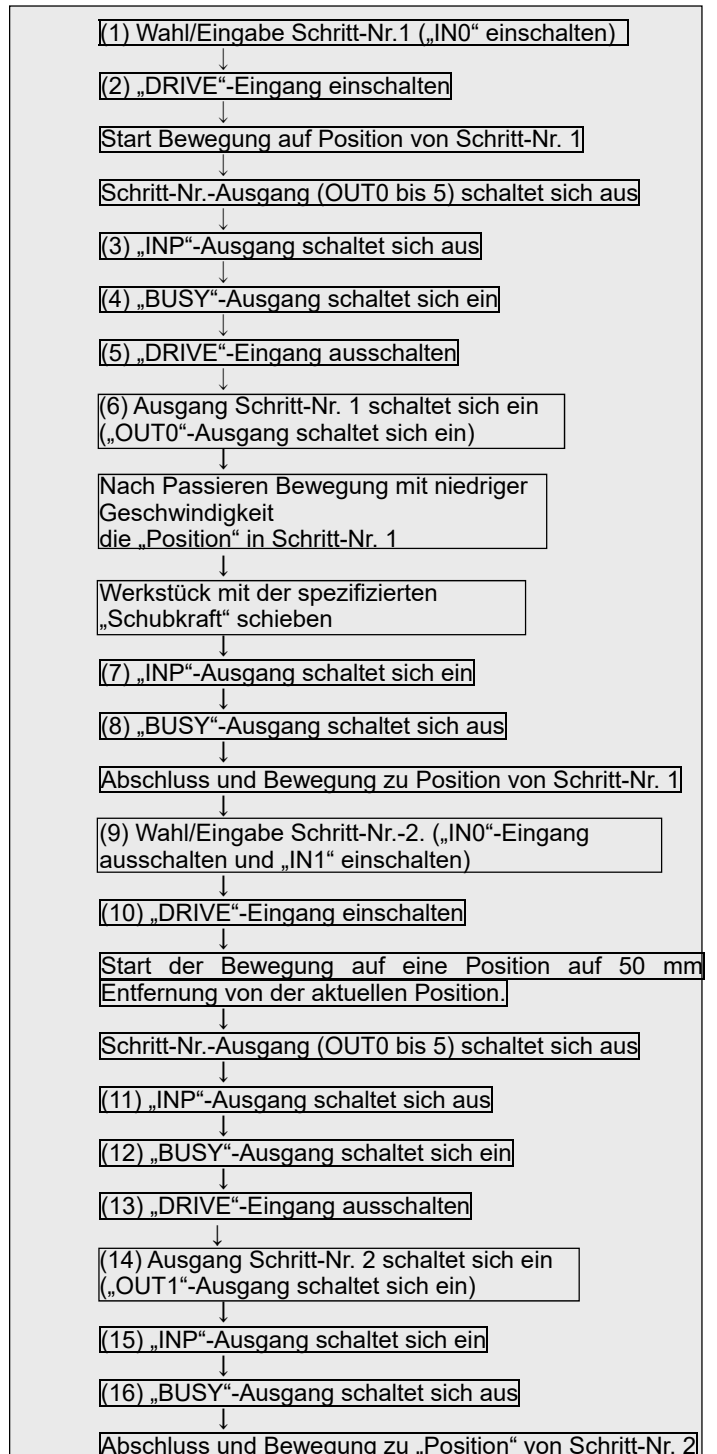 (1) Wahl/Eingabe Schritt-Nr.1 („IN0“ einschalten)
↓
(2) „DRIVE“-Eingang einschalten
↓
Start Bewegung auf Position von Schritt-Nr. 1
↓
Schritt-Nr.-Ausgang (OUT0 bis 5) schaltet sich aus
↓
(3) „INP“-Ausgang schaltet sich aus
↓
(4) „BUSY“-Ausgang schaltet sich ein
↓
(5) „DRIVE“-Eingang ausschalten
↓
(6) Ausgang Schritt-Nr. 1 schaltet sich ein
(„OUT0“-Ausgang schaltet sich ein)
↓
Nach Passieren Bewegung mit niedriger
Geschwindigkeit
die „Position“ in Schritt-Nr. 1
↓
Werkstück mit der spezifizierten
„Schubkraft“ schieben
↓
(7) „INP“-Ausgang schaltet sich ein
↓
(8) „BUSY“-Ausgang schaltet sich aus
↓
Abschluss und Bewegung zu Position von Schritt-Nr. 1
↓
(9) Wahl/Eingabe Schritt-Nr.-2. („IN0“-Eingang
ausschalten und „IN1“ einschalten)
↓
(10) „DRIVE“-Eingang einschalten
↓
Start der Bewegung auf eine Position auf 50 mm
Entfernung von der aktuellen Position.
↓
Schritt-Nr.-Ausgang (OUT0 bis 5) schaltet sich aus
↓
(11) „INP“-Ausgang schaltet sich aus
↓
(12) „BUSY“-Ausgang schaltet sich ein
↓
(13) „DRIVE“-Eingang ausschalten
↓
(14) Ausgang Schritt-Nr. 2 schaltet sich ein
(„OUT1“-Ausgang schaltet sich ein)
↓
(15) „INP“-Ausgang schaltet sich ein
↓
(16) „BUSY“-Ausgang schaltet sich aus
↓
Abschluss und Bewegung zu „Position“ von Schritt-Nr. 2